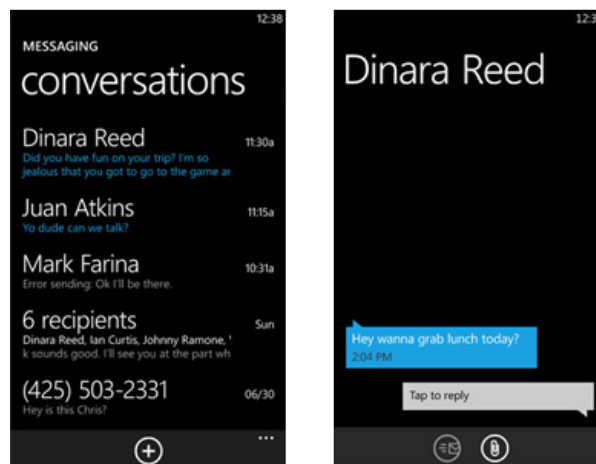 12:38
MESSAGING
conversations
Dinara Reed
11:30a
Did you have fun on your trip? I'm so
jealous that you got to go to the game ar
Juan Atkins
11:15a
Yo dude can we talk?
Mark Farina
10:31a
Error sending: Ok I'll be there.
6 recipients
Sun
Dinara Reed, Ian Curtis, Johnny Ramone,
k sounds good. I'll see you at the part wh
(425) 503-2331
06/30
Hey is this Chris?
12:3
Dinara Reed
Hey wanna grab lunch today?
2:04 PM
Tap to reply